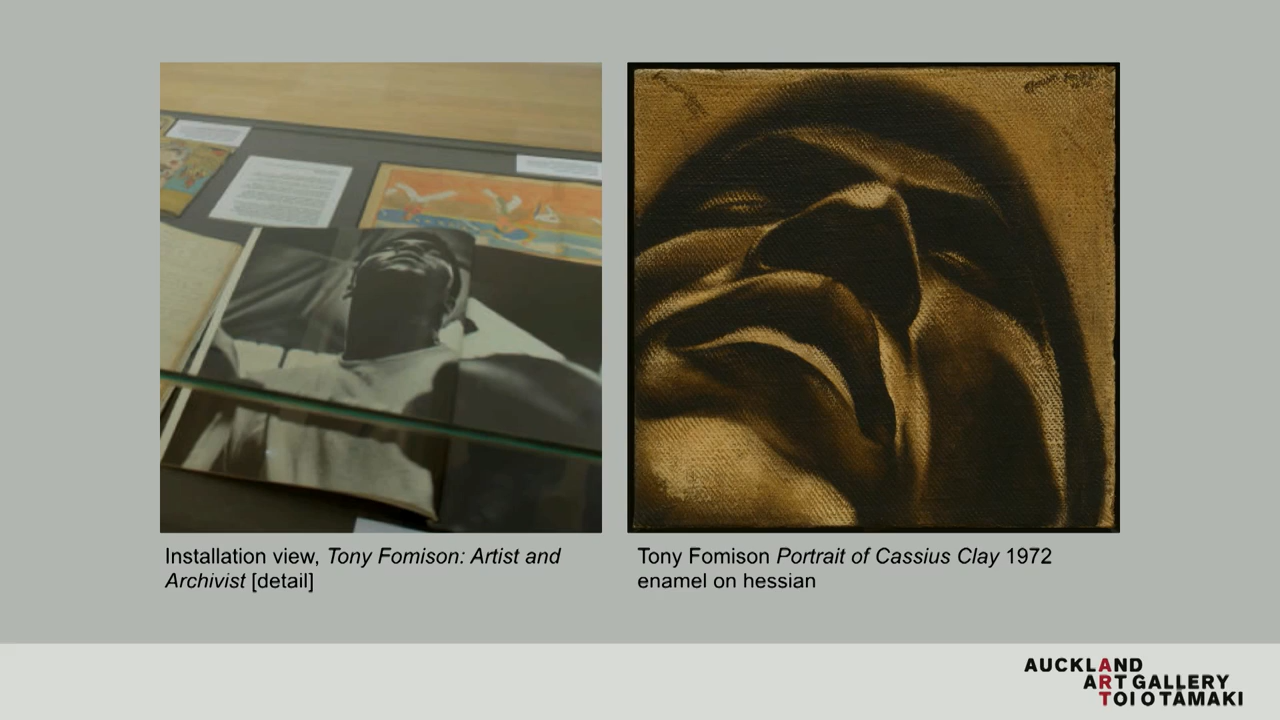 Installation view, Tony Fomison: Artist and
Archivist [detail]
Tony Fomison Portrait of Cassius Clay 1972
enamel on hessian
AUCKLAND
ART GALLERY
TOI O TĀMAKI